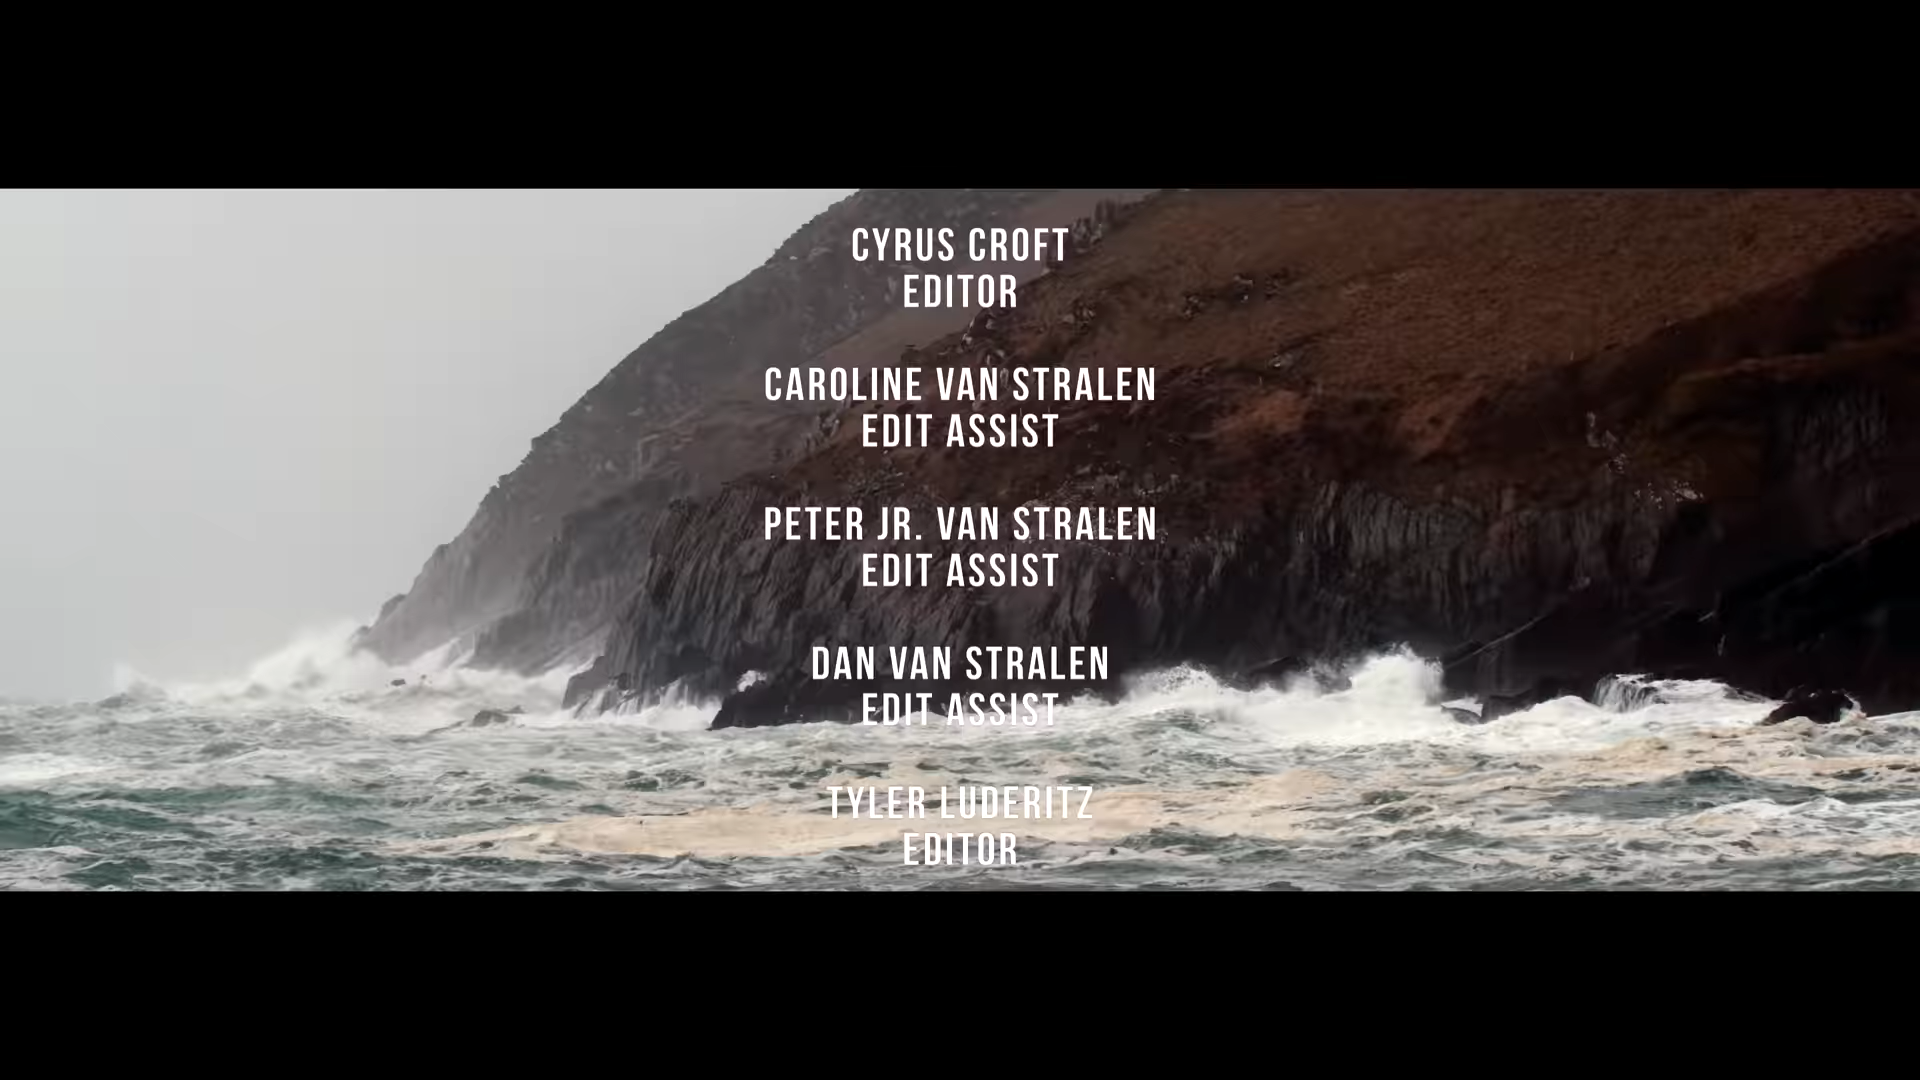 CYRUS CROFT
EDITOR
CAROLINE VAN STRALEN
EDIT ASSIST
PETER JR. VAN STRALEN
EDIT ASSIST
DAN VAN STRALEN
EDIT ASSIST
TYLER LUDERITZ
EDITOR